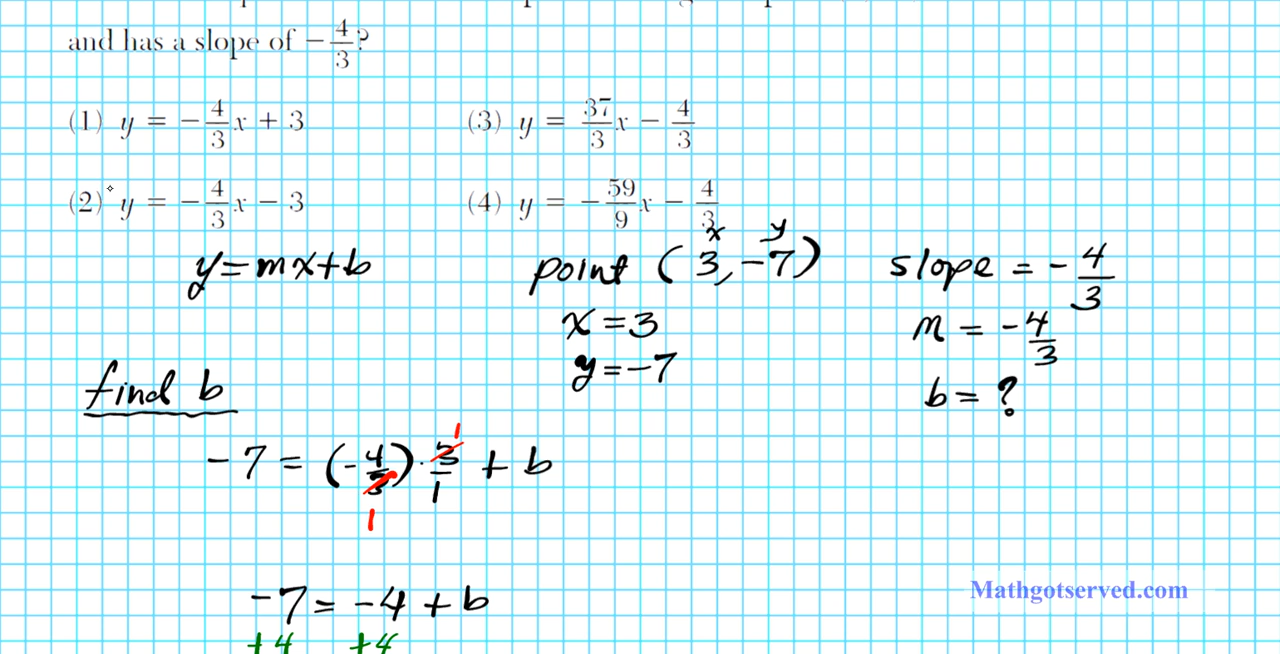 and has a slope of −4/3?
(1) y = −4/3x + 3
(3) y = 37/3x − 4/3
(2) y = −4/3x − 3
(4) y = −59/9x − 4/3
y=mx+b
x y
point (3,−7)
slope = −4/3
x=3
m = −4/3
y=−7
b= ?
find b
1
−7 = (−4/3)·3/1 + b
1
−7 = −4 + b
+4 +4
Mathgotserved.com